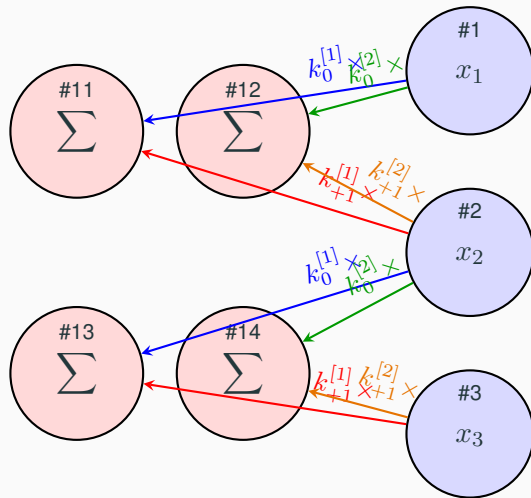 #1
x₁
k₀^[1] ×
k₀^[2] ×
#11
∑
#12
∑
k₊₁^[1] ×
k₊₁^[2] ×
#2
x₂
k₀^[1] ×
k₀^[2] ×
#13
∑
#14
∑
k₊₁^[1] ×
k₊₁^[2] ×
#3
x₃